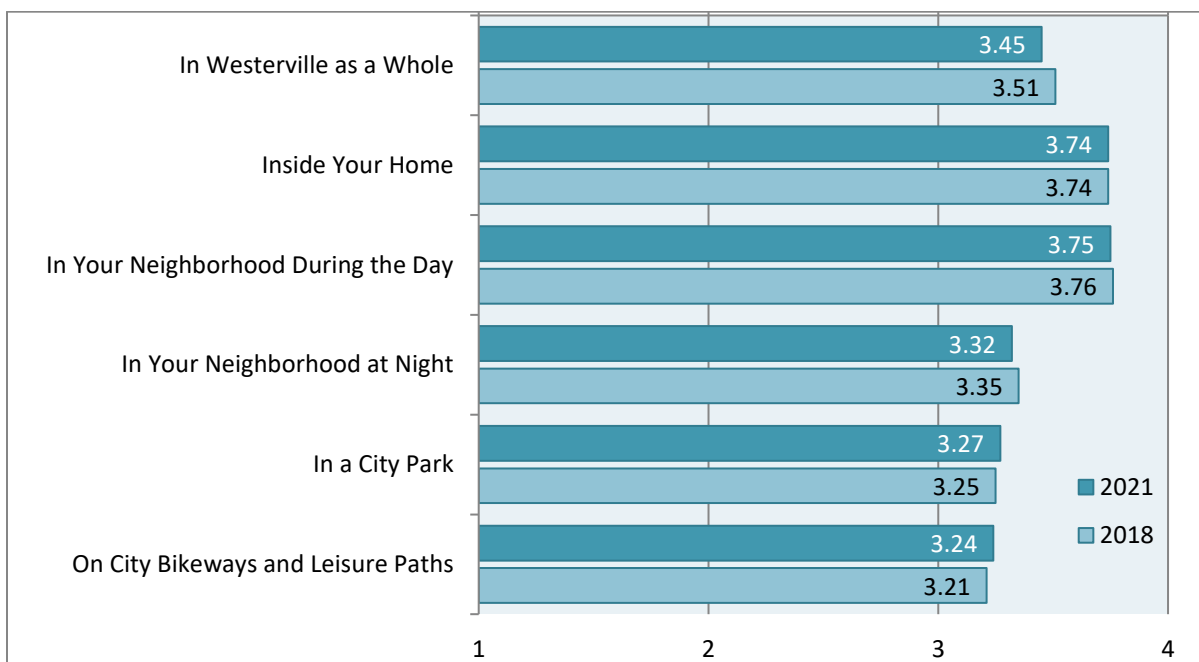 In Westerville as a Whole
3.45
3.51
Inside Your Home
3.74
3.74
In Your Neighborhood During the Day
3.75
3.76
In Your Neighborhood at Night
3.32
3.35
In a City Park
3.27
3.25
On City Bikeways and Leisure Paths
3.24
3.21
2021
2018
1 2 3 4